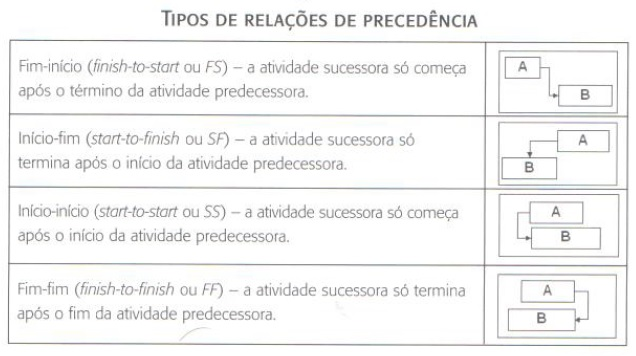 TIPOS DE RELAÇÕES DE PRECEDÊNCIA
Fim-início (finish-to-start ou FS) – a atividade sucessora só começa
após o término da atividade predecessora.
A
B
Início-fim (start-to-finish ou SF) – a atividade sucessora só
termina após o início da atividade predecessora.
A
B
Início-início (start-to-start ou SS) – a atividade sucessora só começa
após o início da atividade predecessora.
A
B
Fim-fim (finish-to-finish ou FF) – a atividade sucessora só termina
após o fim da atividade predecessora.
A
B